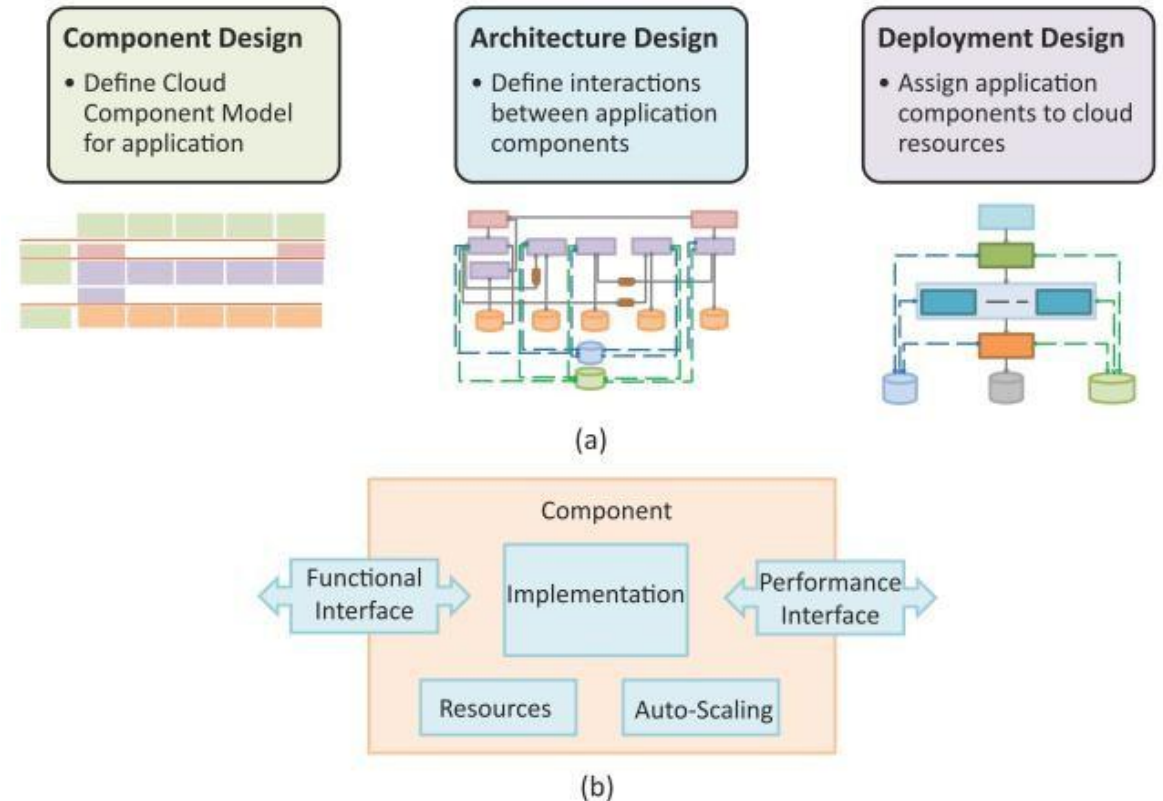 Component Design
• Define Cloud
Component Model
for application
Architecture Design
• Define interactions
between application
components
Deployment Design
• Assign application
components to cloud
resources
(a)
Component
Functional
Interface
Implementation
Performance
Interface
Resources
Auto-Scaling
(b)